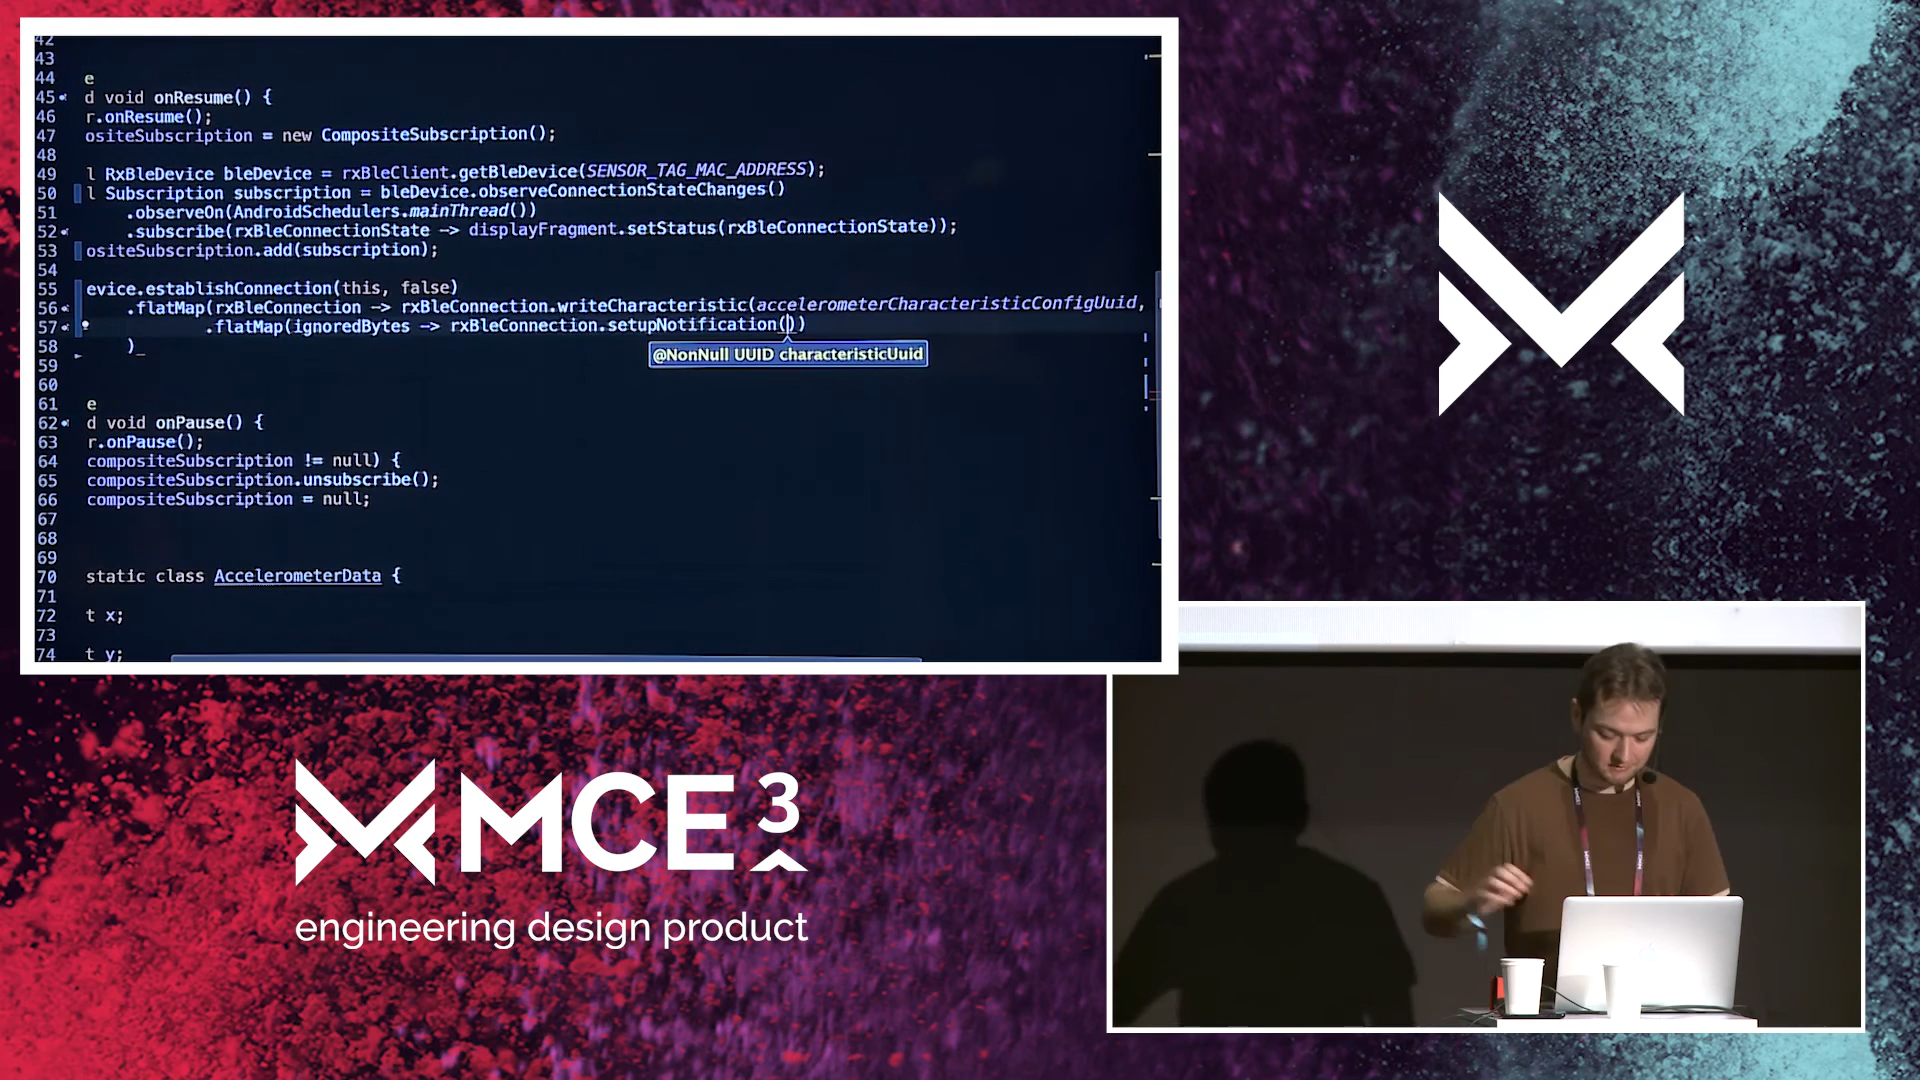 42
43
44 e
45 d void onResume() {
46 r.onResume();
47 ositeSubscription = new CompositeSubscription();
48
49 l RxBleDevice bleDevice = rxBleClient.getBleDevice(SENSOR_TAG_MAC_ADDRESS);
50 l Subscription subscription = bleDevice.observeConnectionStateChanges()
51 .observeOn(AndroidSchedulers.mainThread())
52 .subscribe(rxBleConnectionState -> displayFragment.setStatus(rxBleConnectionState));
53 ositeSubscription.add(subscription);
54
55 evice.establishConnection(this, false)
56 .flatMap(rxBleConnection -> rxBleConnection.writeCharacteristic(accelerometerCharacteristicConfigUuid,
57 .flatMap(ignoredBytes -> rxBleConnection.setupNotification())
58 )
@NonNull UUID characteristicUuid
59
60
61 e
62 d void onPause() {
63 r.onPause();
64 compositeSubscription != null) {
65 compositeSubscription.unsubscribe();
66 compositeSubscription = null;
67
68
69
70 static class AccelerometerData {
71
72 t x;
73
74 t y;
MCE3
engineering design product